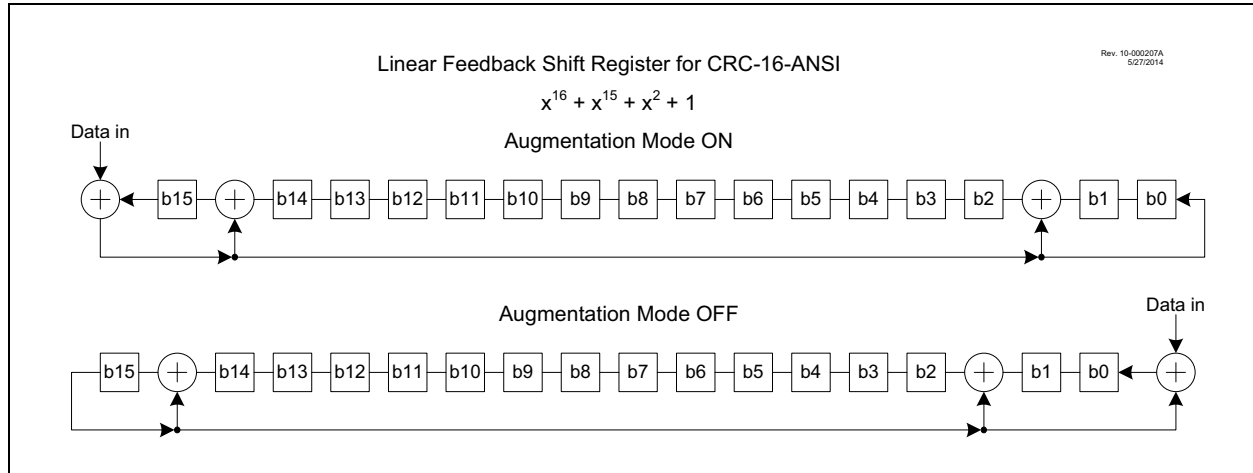 Rev. 10-000207A
5/27/2014
Linear Feedback Shift Register for CRC-16-ANSI
x¹⁶ + x¹⁵ + x² + 1
Augmentation Mode ON
Data in
b15 b14 b13 b12 b11 b10 b9 b8 b7 b6 b5 b4 b3 b2 b1 b0
Augmentation Mode OFF
Data in
b15 b14 b13 b12 b11 b10 b9 b8 b7 b6 b5 b4 b3 b2 b1 b0